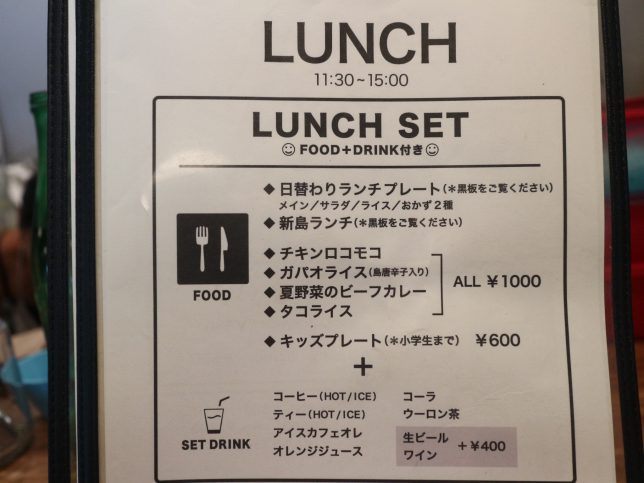 LUNCH
11:30~15:00
LUNCH SET
☺ FOOD+DRINK付き☺
◆ 日替わりランチプレート(＊黒板をご覧ください)
メイン／サラダ／ライス／おかず２種
◆ 新島ランチ(＊黒板をご覧ください)
◆ チキンロコモコ
◆ ガパオライス(島唐辛子入り)
◆ 夏野菜のビーフカレー
◆ タコライス
ALL ¥1000
FOOD
◆ キッズプレート(＊小学生まで) ¥600
+
コーヒー(HOT/ICE)
ティー(HOT/ICE)
アイスカフェオレ
オレンジジュース
コーラ
ウーロン茶
生ビール
ワイン
+¥400
SET DRINK